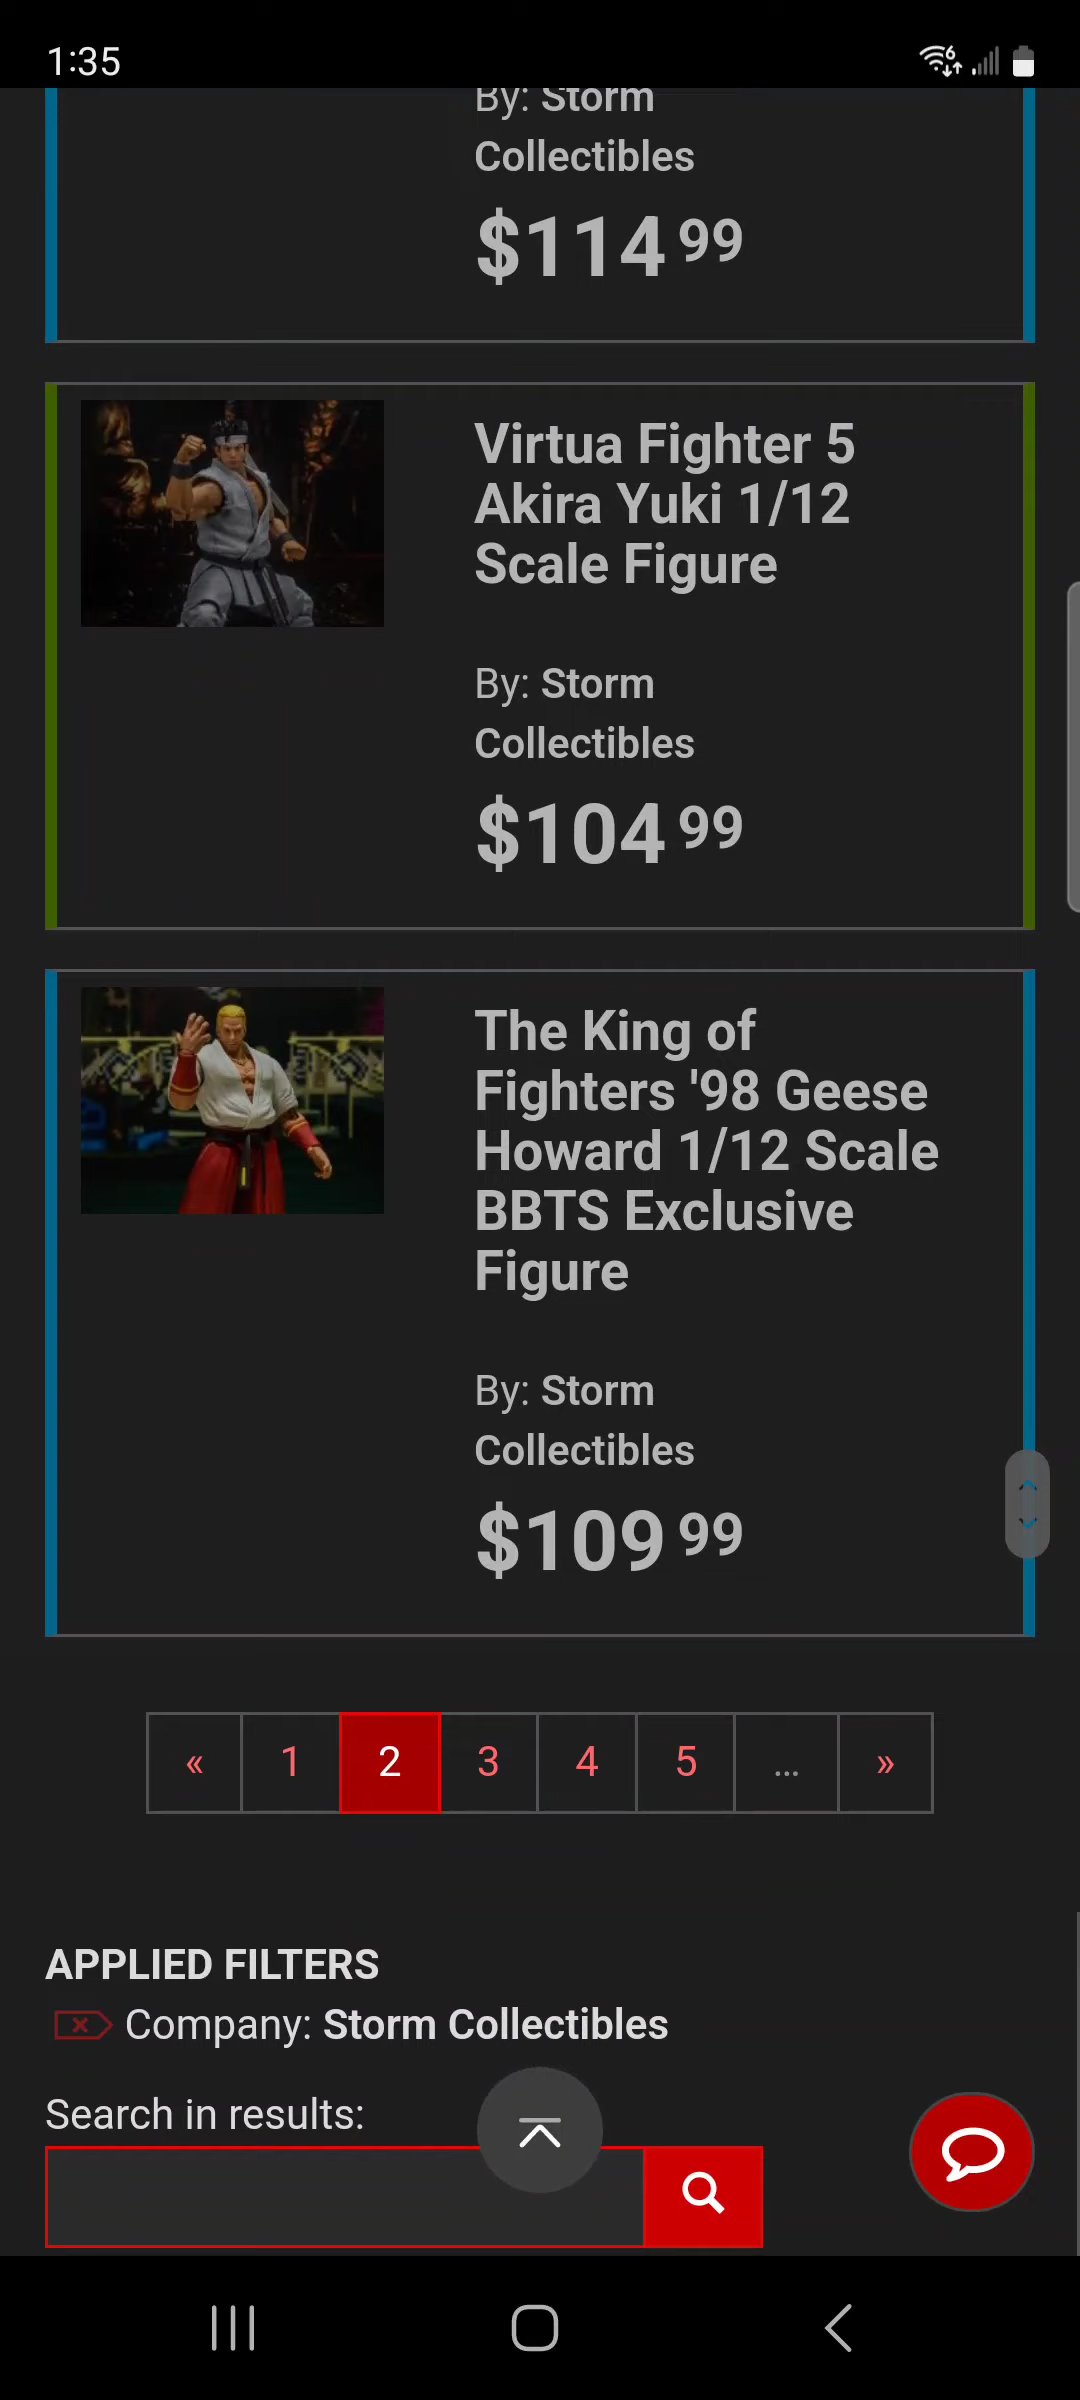 1:35
By: Storm
Collectibles
$114 99
Virtua Fighter 5
Akira Yuki 1/12
Scale Figure
By: Storm
Collectibles
$104 99
The King of
Fighters '98 Geese
Howard 1/12 Scale
BBTS Exclusive
Figure
By: Storm
Collectibles
$109 99
« 1 2 3 4 5 ... »
APPLIED FILTERS
Company: Storm Collectibles
Search in results: